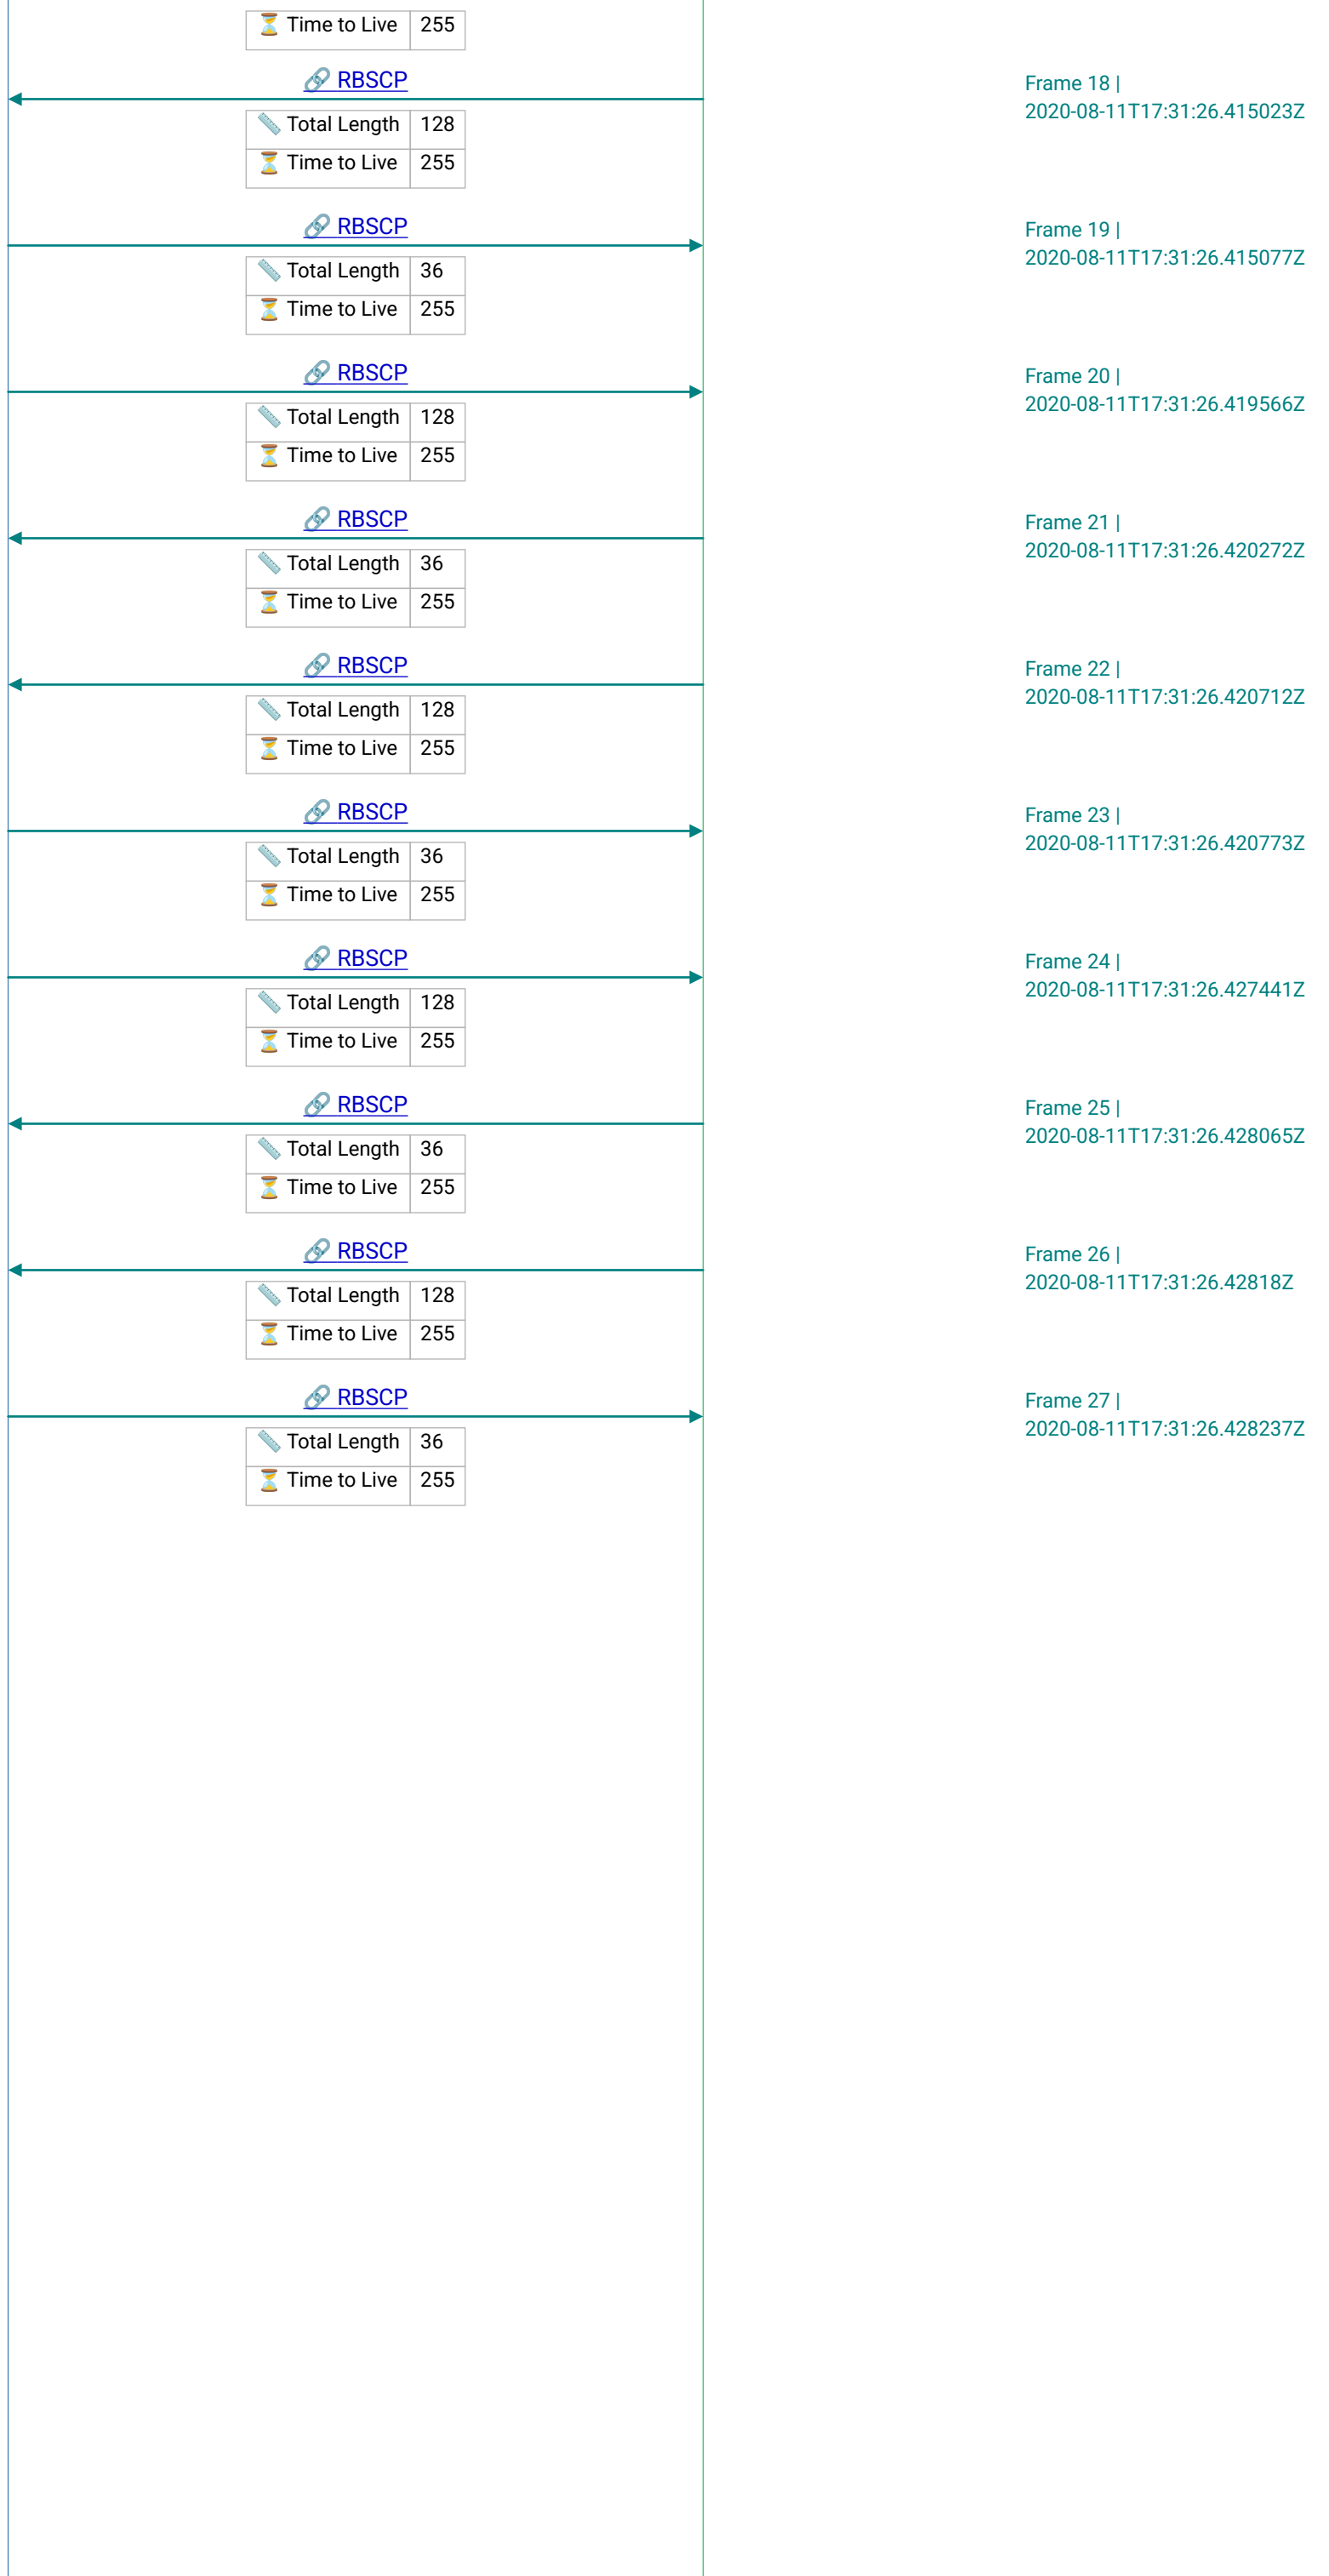 ⏳ Time to Live 255
🔗 RBSCP
Frame 18 |
2020-08-11T17:31:26.415023Z
📏 Total Length 128
⏳ Time to Live 255
🔗 RBSCP
Frame 19 |
2020-08-11T17:31:26.415077Z
📏 Total Length 36
⏳ Time to Live 255
🔗 RBSCP
Frame 20 |
2020-08-11T17:31:26.419566Z
📏 Total Length 128
⏳ Time to Live 255
🔗 RBSCP
Frame 21 |
2020-08-11T17:31:26.420272Z
📏 Total Length 36
⏳ Time to Live 255
🔗 RBSCP
Frame 22 |
2020-08-11T17:31:26.420712Z
📏 Total Length 128
⏳ Time to Live 255
🔗 RBSCP
Frame 23 |
2020-08-11T17:31:26.420773Z
📏 Total Length 36
⏳ Time to Live 255
🔗 RBSCP
Frame 24 |
2020-08-11T17:31:26.427441Z
📏 Total Length 128
⏳ Time to Live 255
🔗 RBSCP
Frame 25 |
2020-08-11T17:31:26.428065Z
📏 Total Length 36
⏳ Time to Live 255
🔗 RBSCP
Frame 26 |
2020-08-11T17:31:26.42818Z
📏 Total Length 128
⏳ Time to Live 255
🔗 RBSCP
Frame 27 |
2020-08-11T17:31:26.428237Z
📏 Total Length 36
⏳ Time to Live 255